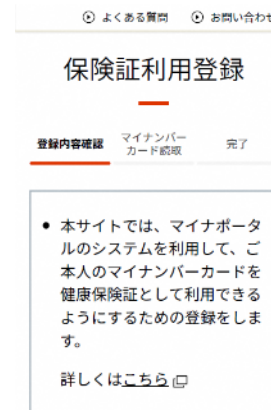 よくある質問 お問い合わせ
保険証利用登録
登録内容確認 マイナンバー
カード読取 完了
• 本サイトでは、マイナポータ
ルのシステムを利用して、ご
本人のマイナンバーカードを
健康保険証として利用できる
ようにするための登録をしま
す。
詳しくはこちら